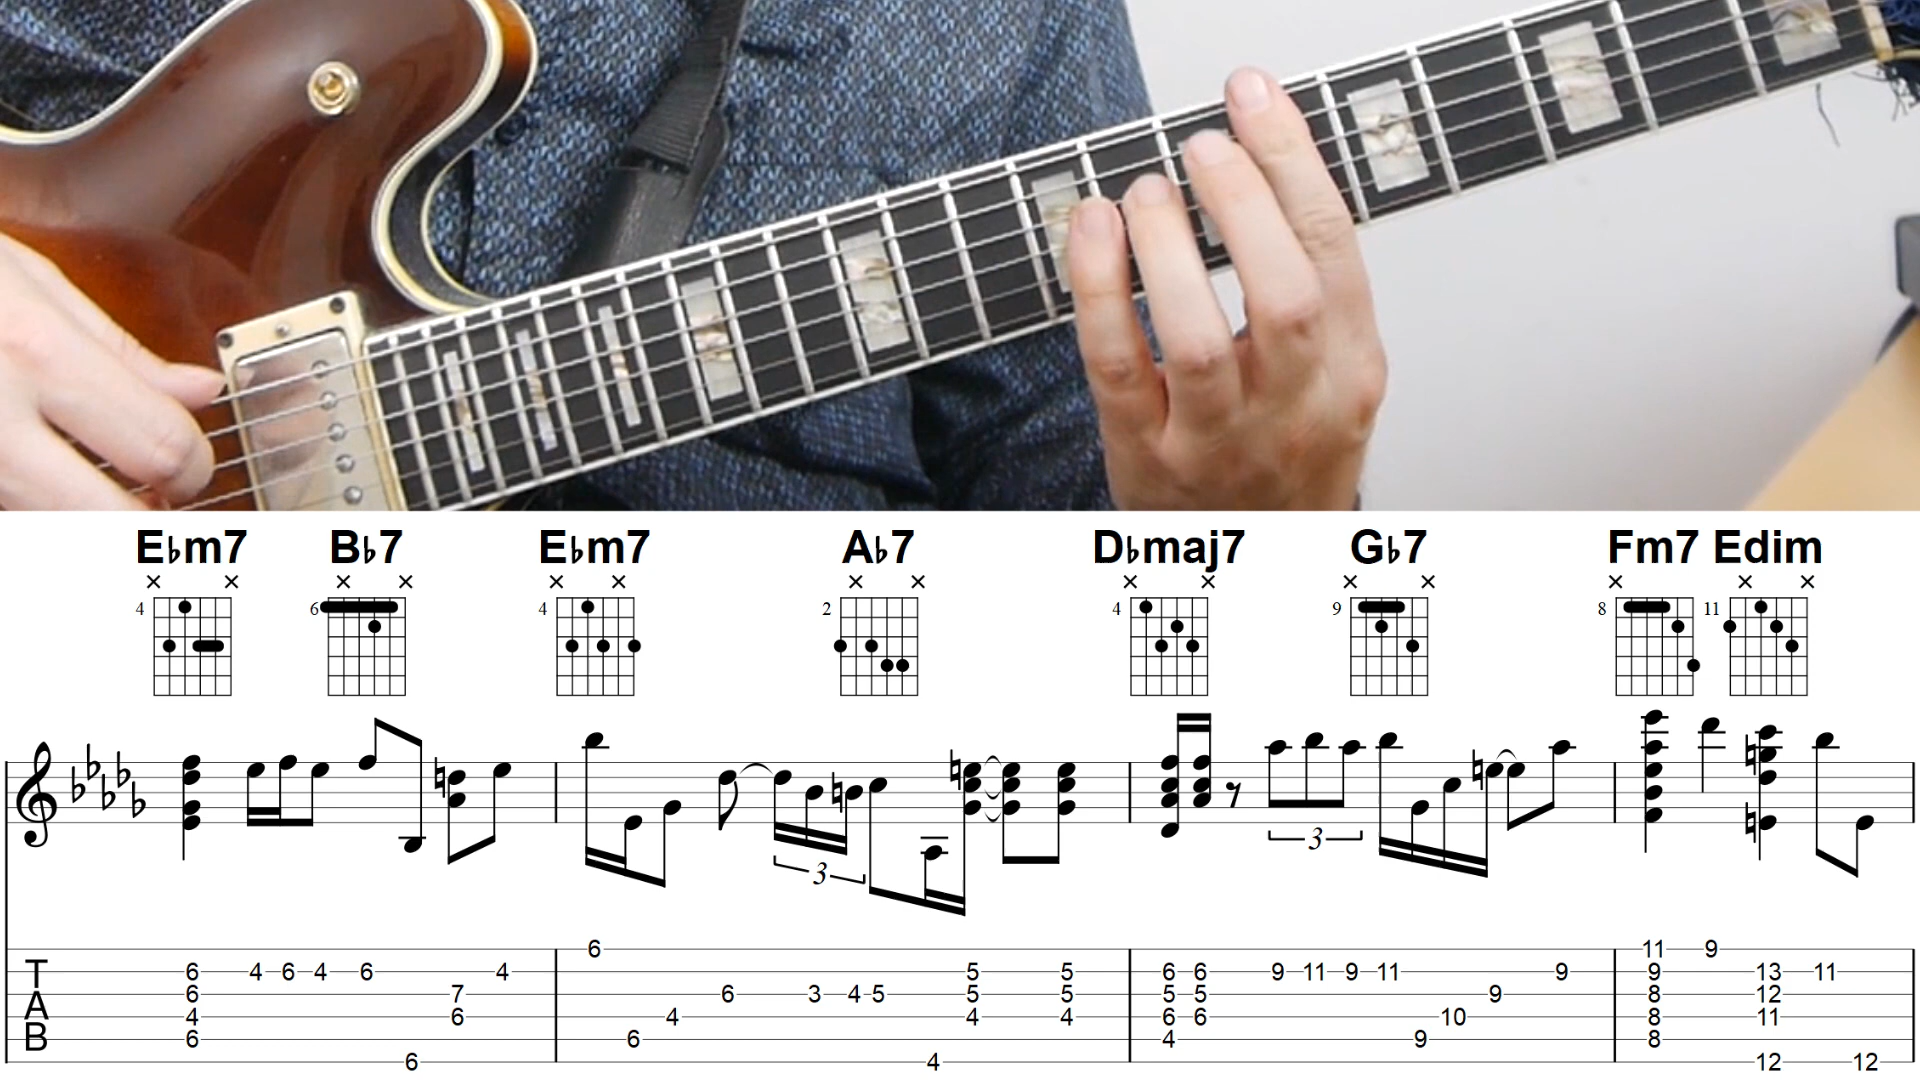 E♭m7 B♭7 E♭m7 A♭7 D♭maj7 G♭7 Fm7 Edim
× × × × × × × × × × × × × × ×
4 6 4 2 4 9 8 11
3 3
6 11 9
T 6 4 6 4 6 4 5 5 6 6 9 11 9 11 9 9 13 11
6 7 6 3 4 5 5 5 5 5 9 8 12
A 4 6 4 4 4 6 6 10 8 11
B 6 6 4 9 8
6 4 12 12